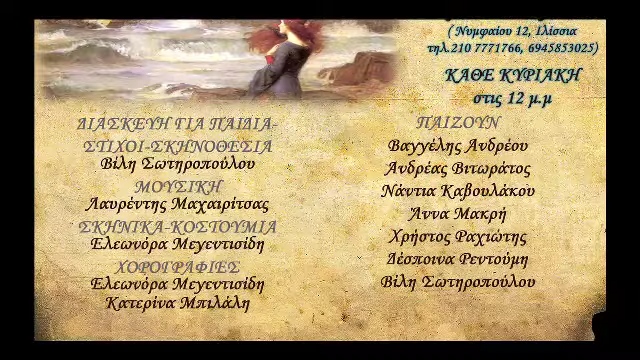 ( Νυμφαίου 12, Ιλίσσια
τηλ.210 7771766, 6945853025)
ΚΑΘΕ ΚΥΡΙΑΚΗ
στις 12 μ.μ
ΔΙΑΣΚΕΥΗ ΓΙΑ ΠΑΙΔΙΑ-
ΣΤΙΧΟΙ-ΣΚΗΝΟΘΕΣΙΑ
Βίλη Σωτηροπούλου
ΜΟΥΣΙΚΗ
Λαυρέντης Μαχαιρίτσας
ΣΚΗΝΙΚΑ-ΚΟΣΤΟΥΜΙΑ
Ελεωνόρα Μεγεντισίδη
ΧΟΡΟΓΡΑΦΙΕΣ
Ελεωνόρα Μεγεντισίδη
Κατερίνα Μπιλάλη
ΠΑΙΖΟΥΝ
Βαγγέλης Ανδρέου
Ανδρέας Βιτωράτος
Νάντια Καβουλάκου
Άννα Μακρή
Χρήστος Ραχιώτης
Δέσποινα Ρεντούμη
Βίλη Σωτηροπούλου